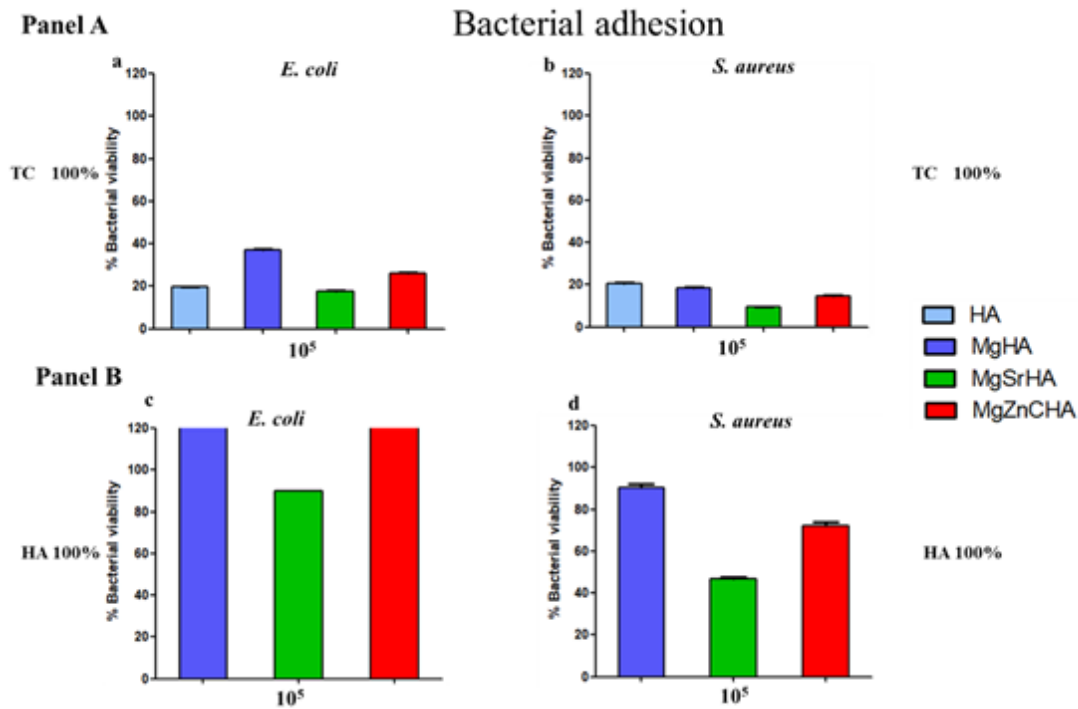 Bacterial adhesion
Panel A
a
E. coli
% Bacterial viability
120
100
80
60
40
20
0
10⁵
TC 100%
b
S. aureus
% Bacterial viability
120
100
80
60
40
20
0
10⁵
TC 100%
HA
MgHA
MgSrHA
MgZnCHA
Panel B
c
E. coli
% Bacterial viability
120
100
80
60
40
20
0
10⁵
HA 100%
d
S. aureus
% Bacterial viability
120
100
80
60
40
20
0
10⁵
HA 100%